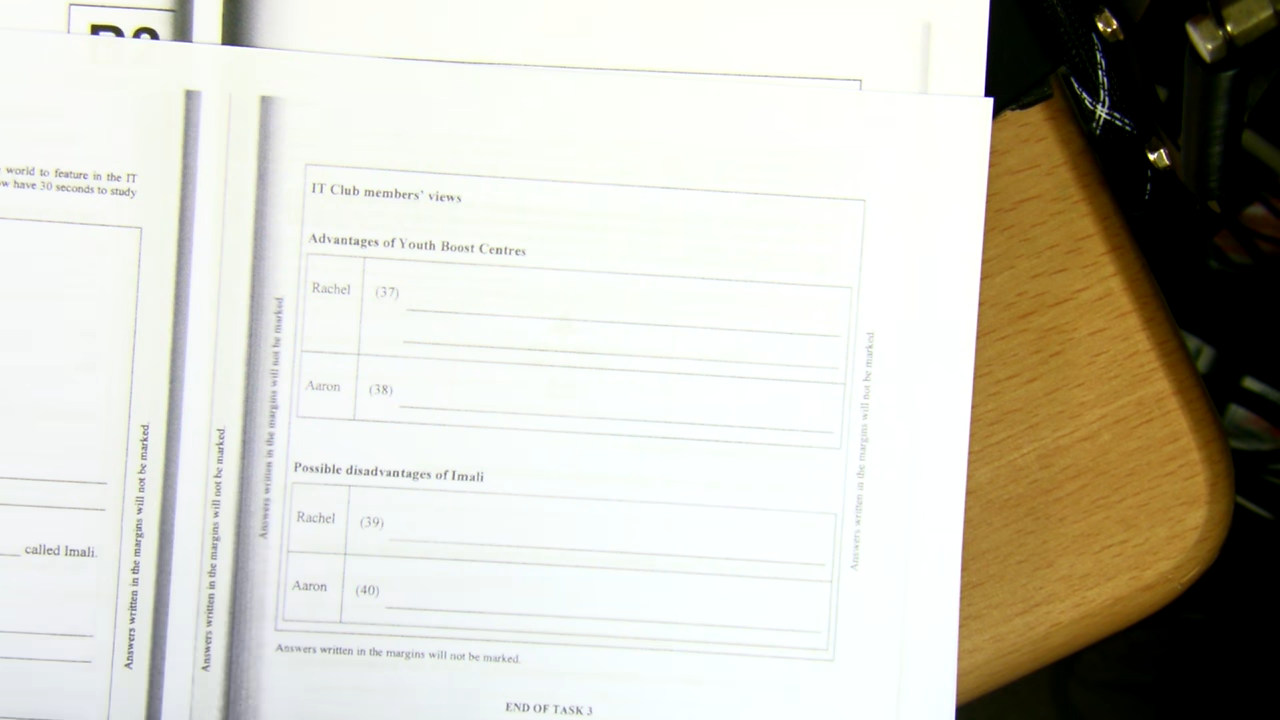 world to feature in the IT
have 30 seconds to study
called Imali.
Answers written in the margins will not be marked.
Answers written in the margins will not be marked.
Answers written in the margins will not be marked.
IT Club members' views
Advantages of Youth Boost Centres
Rachel (37)
Aaron (38)
Possible disadvantages of Imali
Rachel (39)
Aaron (40)
Answers written in the margins will not be marked.
END OF TASK 3
Answers written in the margins will not be marked